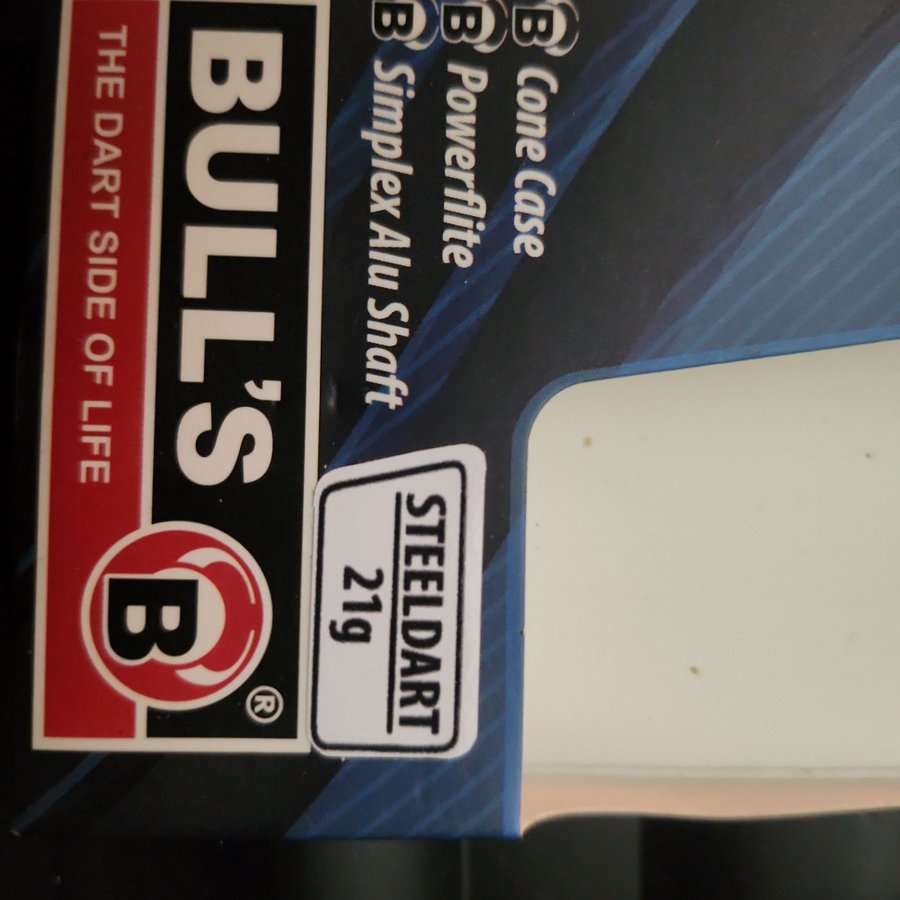 B Cone Case
B Powerflite
B Simplex Alu Shaft
STEELDART
21g
BULL'S B ®
THE DART SIDE OF LIFE